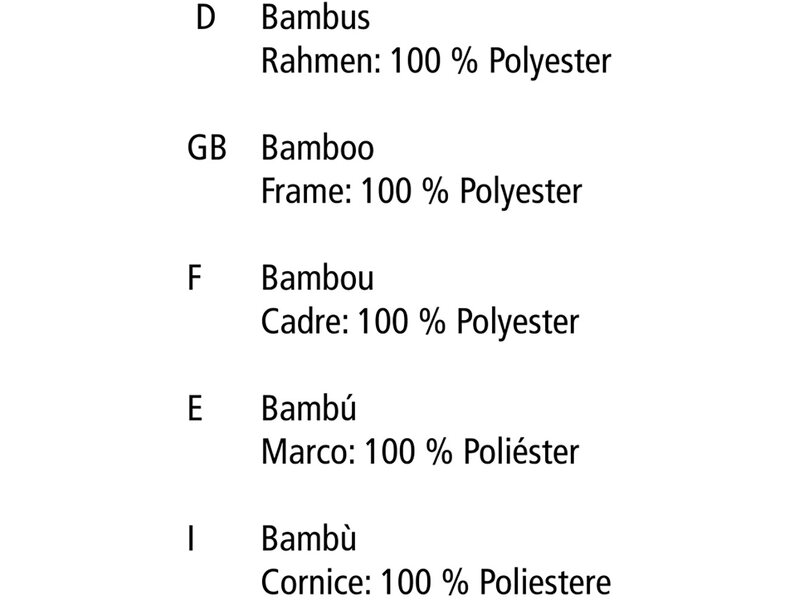 D Bambus
Rahmen: 100 % Polyester
GB Bamboo
Frame: 100 % Polyester
F Bambou
Cadre: 100 % Polyester
E Bambú
Marco: 100 % Poliéster
I Bambù
Cornice: 100 % Poliestere